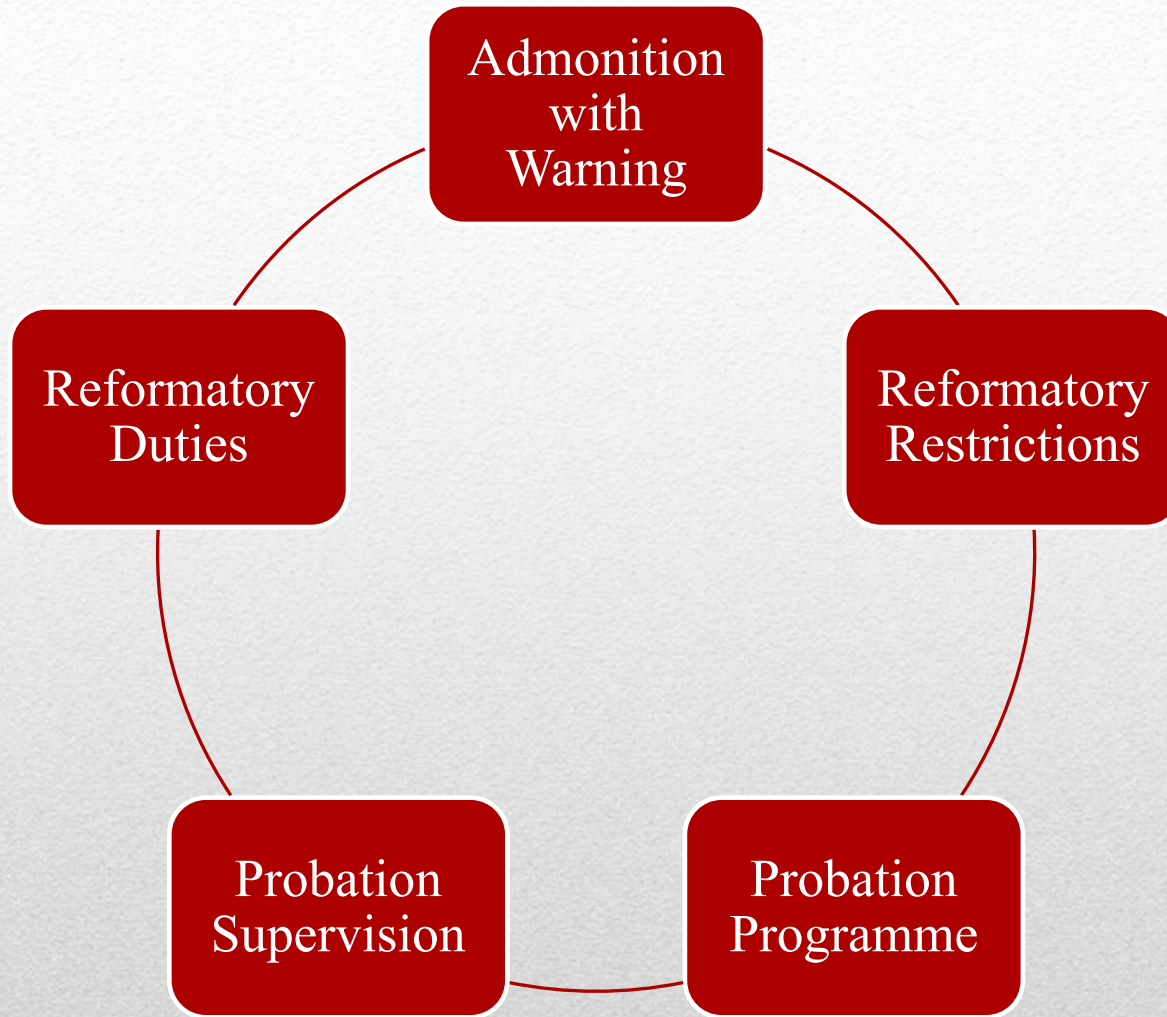 Admonition
with
Warning
Reformatory
Restrictions
Probation
Programme
Probation
Supervision
Reformatory
Duties